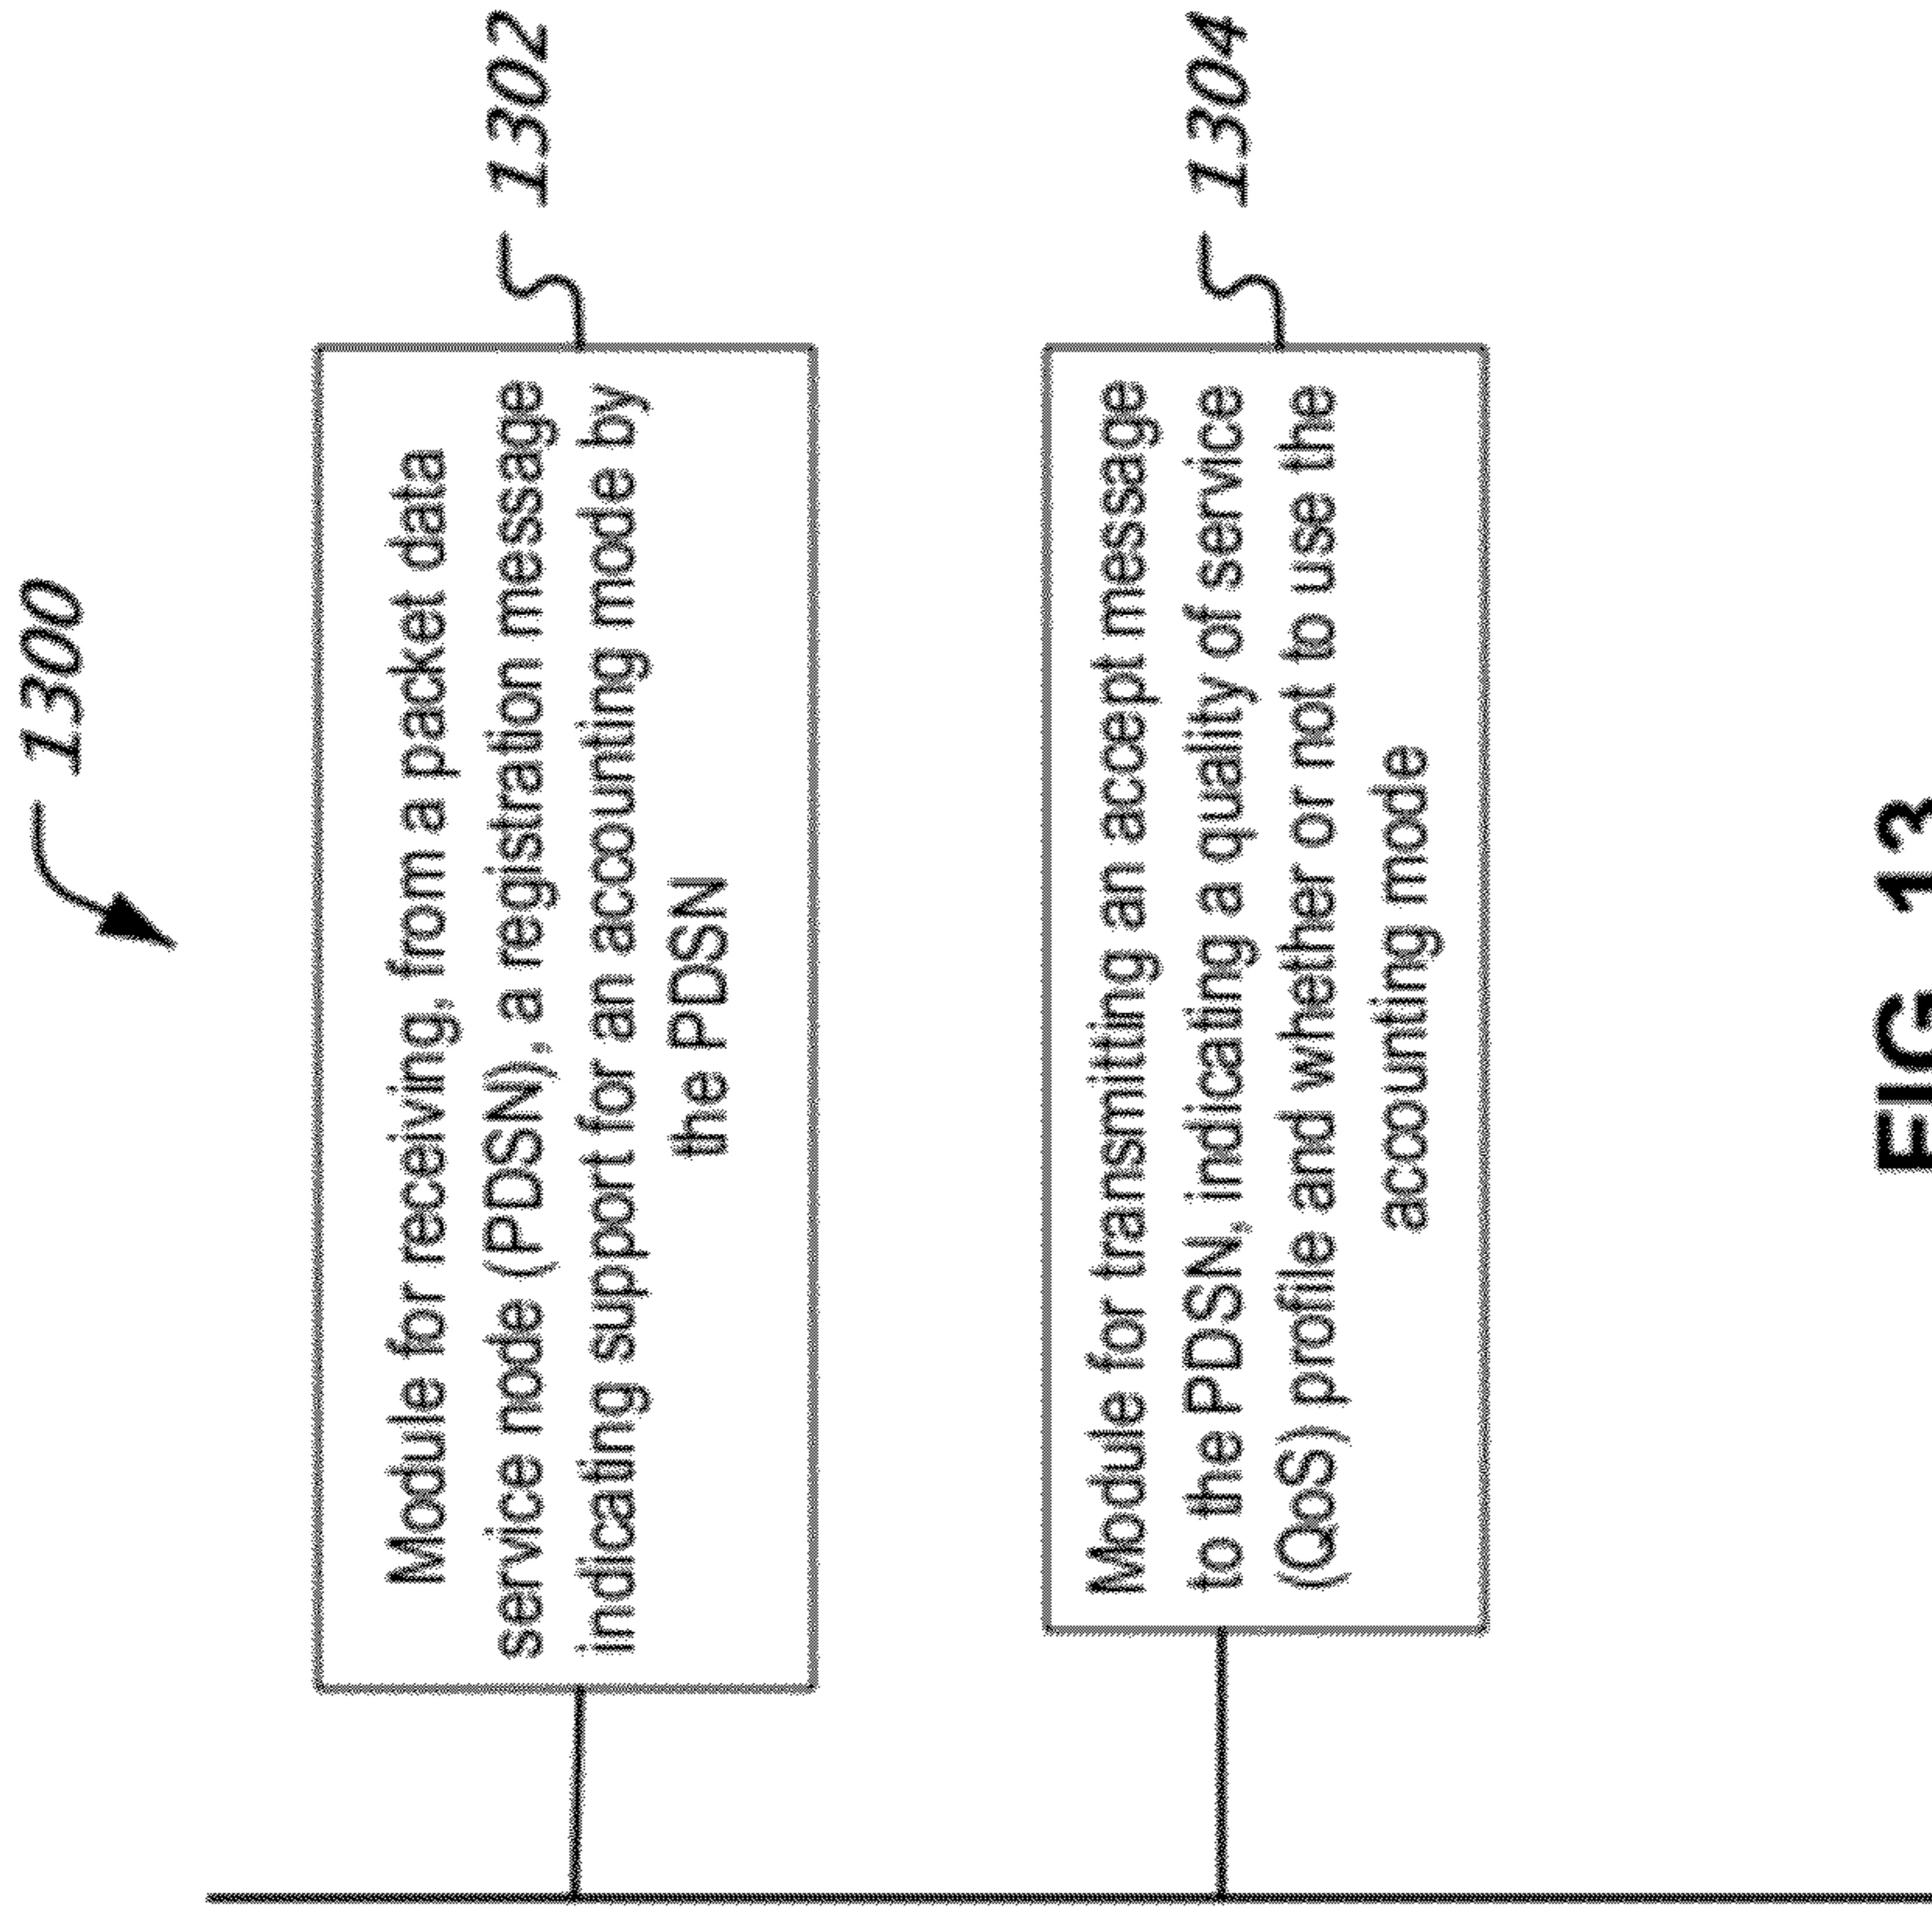 1300
Module for receiving, from a packet data
service node (PDSN), a registration message
indicating support for an accounting mode by
the PDSN
1302
Module for transmitting an accept message
to the PDSN, indicating a quality of service
(QoS) profile and whether or not to use the
accounting mode
1304
FIG. 13